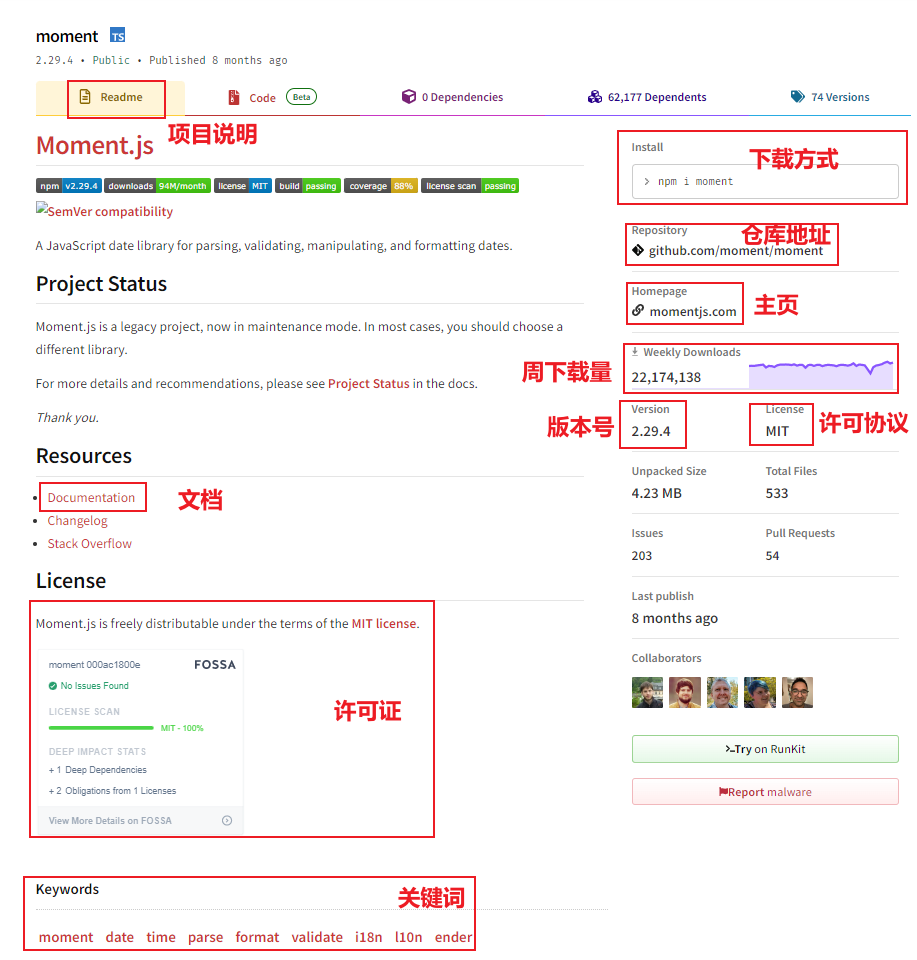 moment TS
2.29.4 • Public • Published 8 months ago
Readme
Code Beta
0 Dependencies
62,177 Dependents
74 Versions
项目说明
Moment.js
npm v2.29.4 downloads 94M/month license MIT build passing coverage 88% license scan passing
SemVer compatibility
A JavaScript date library for parsing, validating, manipulating, and formatting dates.
Project Status
Moment.js is a legacy project, now in maintenance mode. In most cases, you should choose a
different library.
For more details and recommendations, please see Project Status in the docs.
Thank you.
Resources
Documentation
文档
Changelog
Stack Overflow
License
Moment.js is freely distributable under the terms of the MIT license.
moment 000ac1800e FOSSA
No Issues Found
LICENSE SCAN
MIT - 100%
许可证
DEEP IMPACT STATS
+ 1 Deep Dependencies
+ 2 Obligations from 1 Licenses
View More Details on FOSSA
Keywords
关键词
moment date time parse format validate i18n l10n ender
Install
下载方式
> npm i moment
Repository
仓库地址
github.com/moment/moment
Homepage
主页
momentjs.com
Weekly Downloads
周下载量
22,174,138
Version
版本号
2.29.4
License
许可协议
MIT
Unpacked Size
4.23 MB
Total Files
533
Issues
203
Pull Requests
54
Last publish
8 months ago
Collaborators
Try on RunKit
Report malware